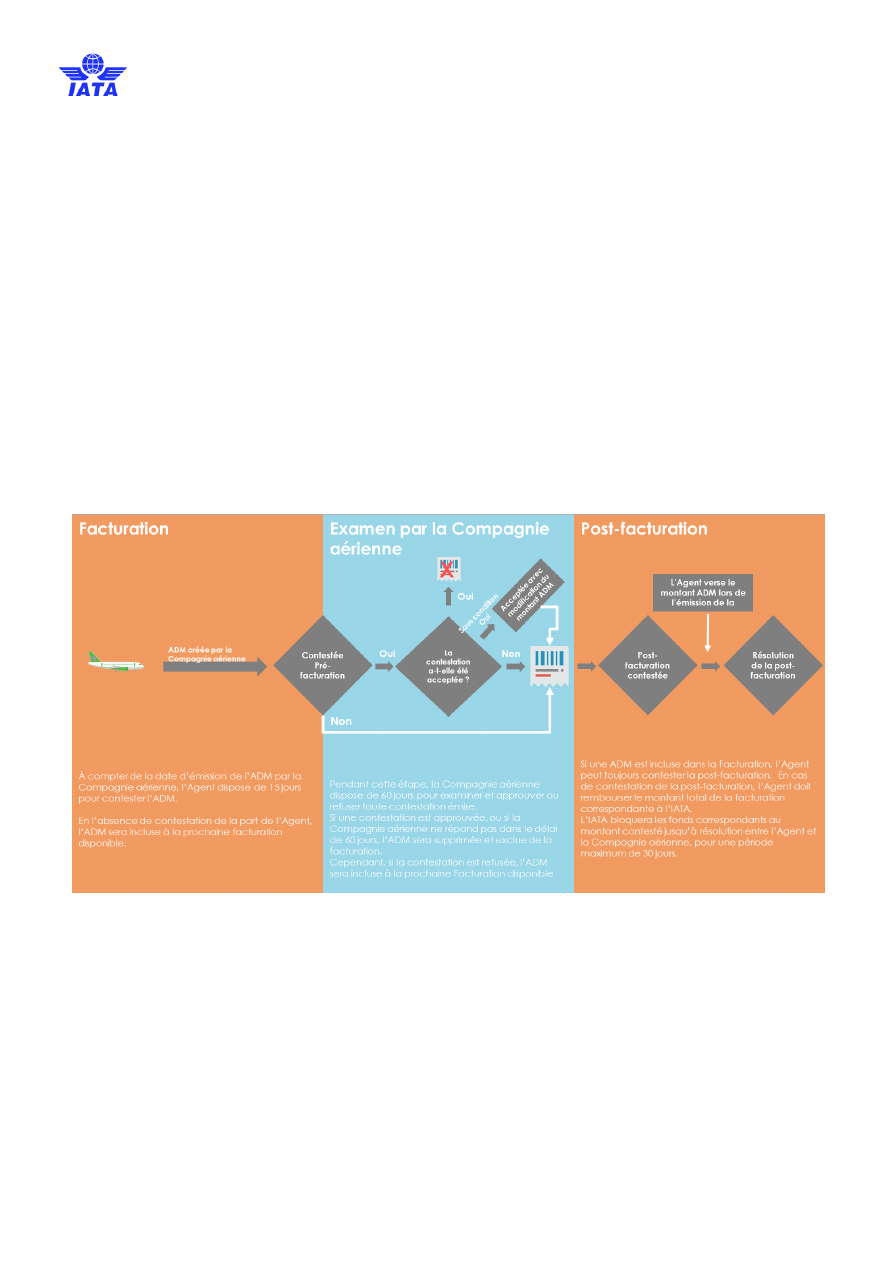 IATA
Facturation
ADM créée par la
Compagnie aérienne
Contestée
Pré-
facturation
À compter de la date d'émission de l'ADM par la
Compagnie aérienne, l'Agent dispose de 15 jours
pour contester l'ADM.
En l'absence de contestation de la part de l'Agent,
l'ADM sera incluse à la prochaine facturation
disponible.
Examen par la Compagnie
aérienne
Oui
Sous condition
Oui
Acceptée avec
modification du
montant ADM
Oui
La
contestation
a-t-elle été
acceptée ?
Non
Non
Pendant cette étape, la Compagnie aérienne
dispose de 60 jours pour examiner et approuver ou
refuser toute contestation émise.
Si une contestation est approuvée, ou si la
Compagnie aérienne ne répond pas dans le délai
de 60 jours, l'ADM sera supprimée et exclue de la
facturation.
Cependant, si la contestation est refusée, l'ADM
sera incluse à la prochaine Facturation disponible.
Post-facturation
L'Agent verse le
montant ADM lors de
l'émission de la
Post-
facturation
contestée
Résolution
de la post-
facturation
Si une ADM est incluse dans la Facturation, l'Agent
peut toujours contester la post-facturation. En cas
de contestation de la post-facturation, l'Agent doit
rembourser le montant total de la facturation
correspondante à l'IATA.
L'IATA bloquera les fonds correspondants au
montant contesté jusqu'à résolution entre l'Agent et
la Compagnie aérienne, pour une période
maximum de 30 jours.